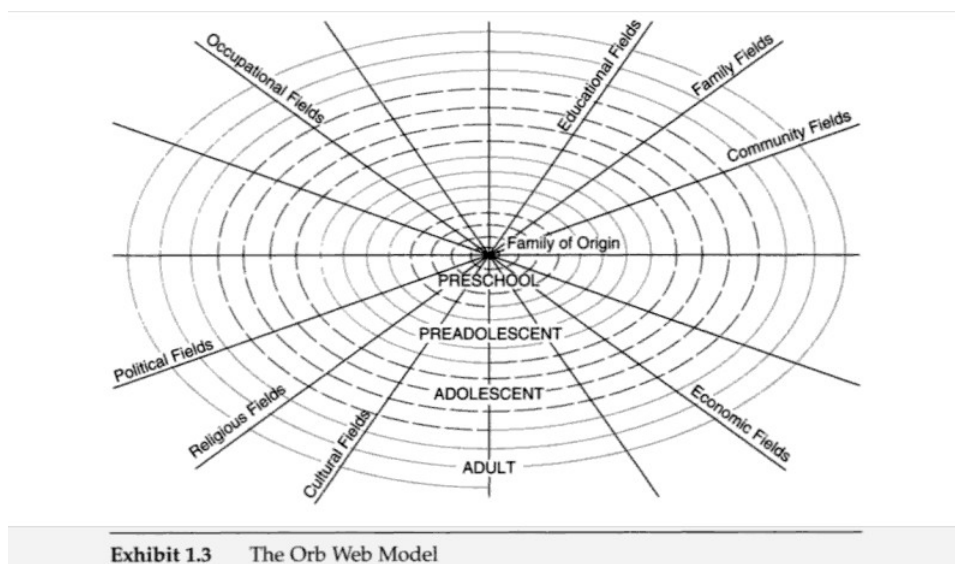 Occupational Fields
Educational Fields
Family Fields
Community Fields
Family of Origin
PRESCHOOL
PREADOLESCENT
Political Fields
ADOLESCENT
Religious Fields
Economic Fields
Cultural Fields
ADULT
Exhibit 1.3 The Orb Web Model